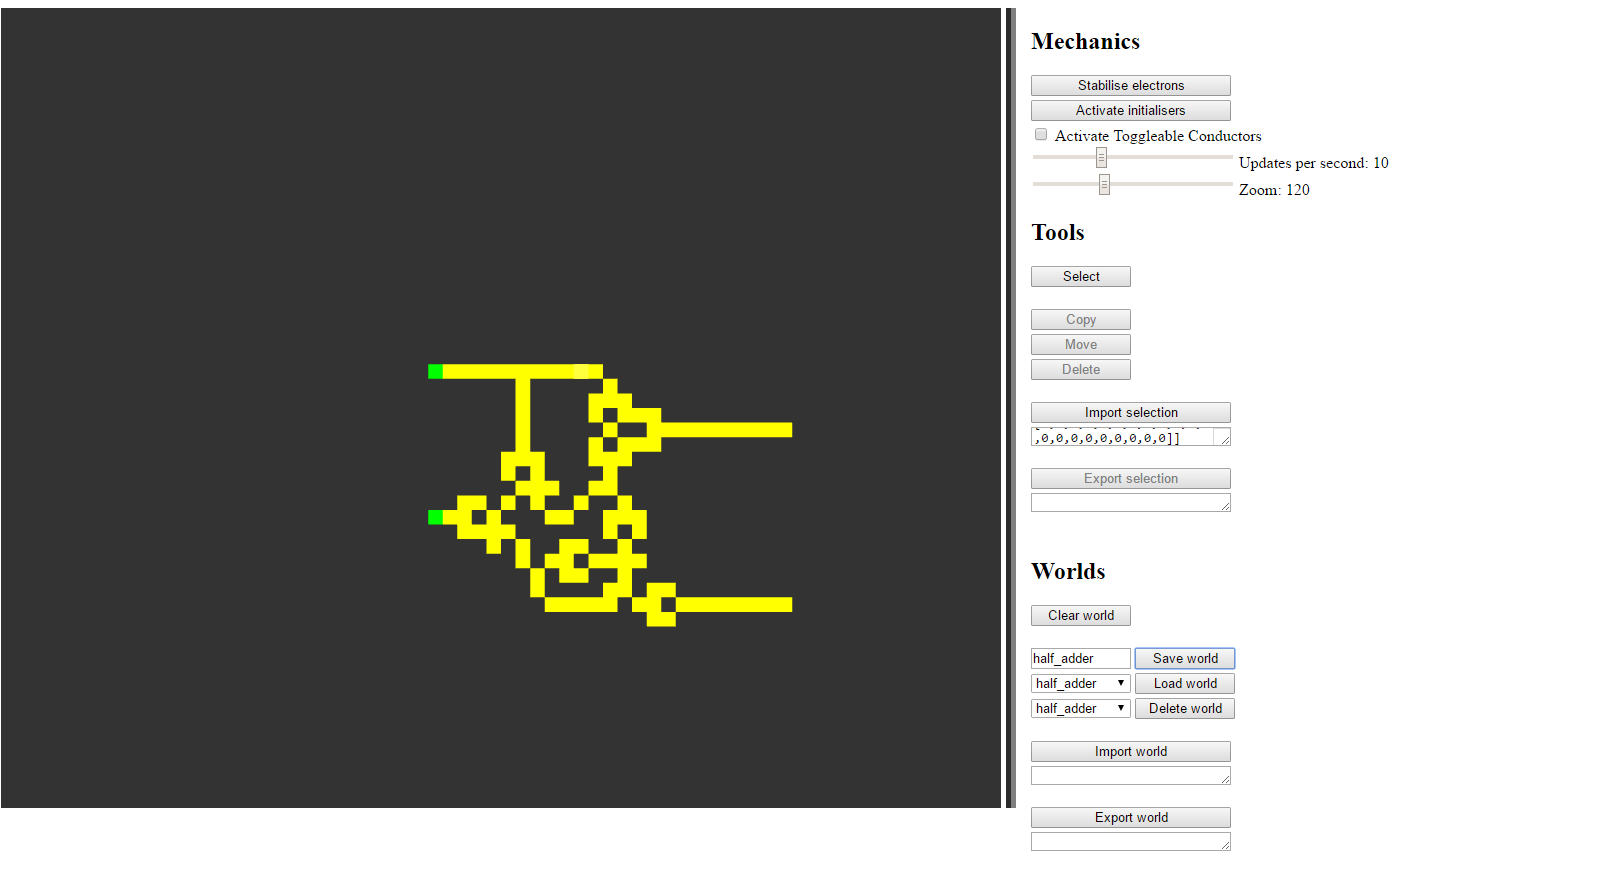 Mechanics
Stabilise electrons
Activate initialisers
Activate Toggleable Conductors
Updates per second: 10
Zoom: 120
Tools
Select
Copy
Move
Delete
Import selection
,0,0,0,0,0,0,0,0,0]]
Export selection
Worlds
Clear world
half_adder Save world
half_adder Load world
half_adder Delete world
Import world
Export world